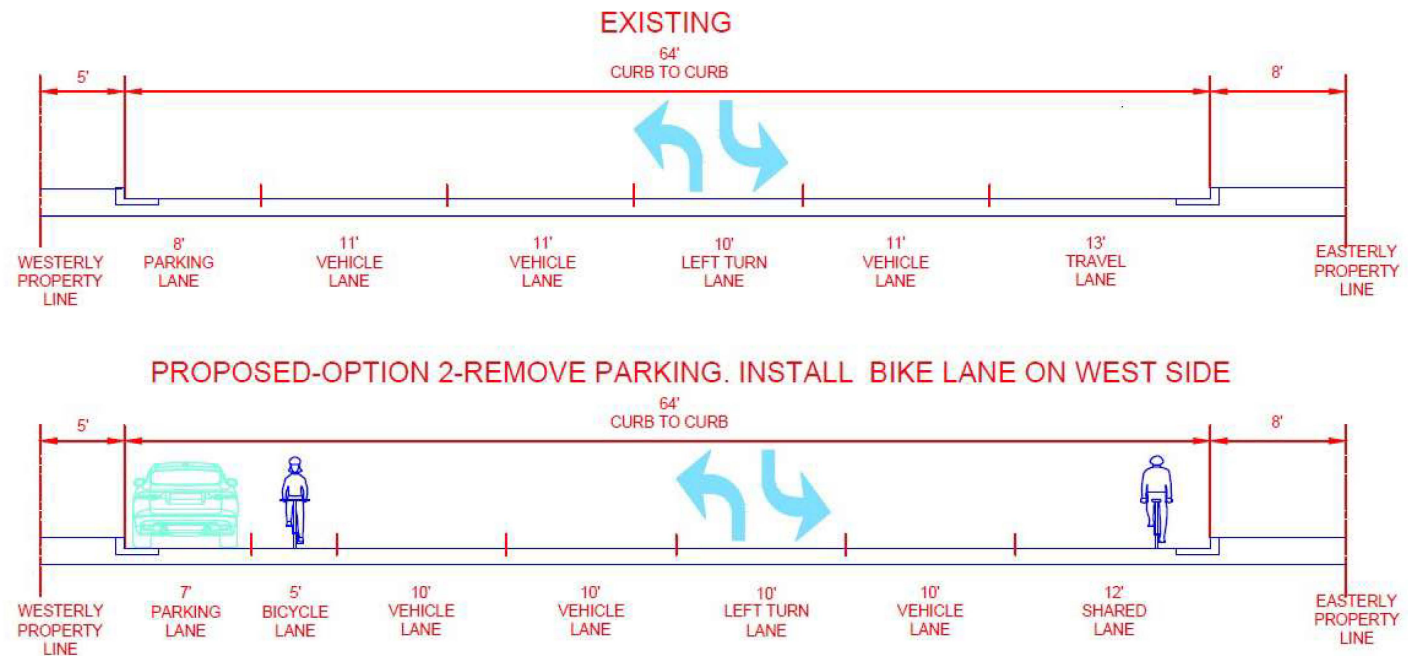 EXISTING
64'
CURB TO CURB
5'
8'
8'
PARKING
LANE
11'
VEHICLE
LANE
11'
VEHICLE
LANE
10'
LEFT TURN
LANE
11'
VEHICLE
LANE
13'
TRAVEL
LANE
WESTERLY
PROPERTY
LINE
EASTERLY
PROPERTY
LINE
PROPOSED-OPTION 2-REMOVE PARKING. INSTALL BIKE LANE ON WEST SIDE
64'
CURB TO CURB
5'
8'
7'
PARKING
LANE
5'
BICYCLE
LANE
10'
VEHICLE
LANE
10'
VEHICLE
LANE
10'
LEFT TURN
LANE
10'
VEHICLE
LANE
12'
SHARED
LANE
WESTERLY
PROPERTY
LINE
EASTERLY
PROPERTY
LINE